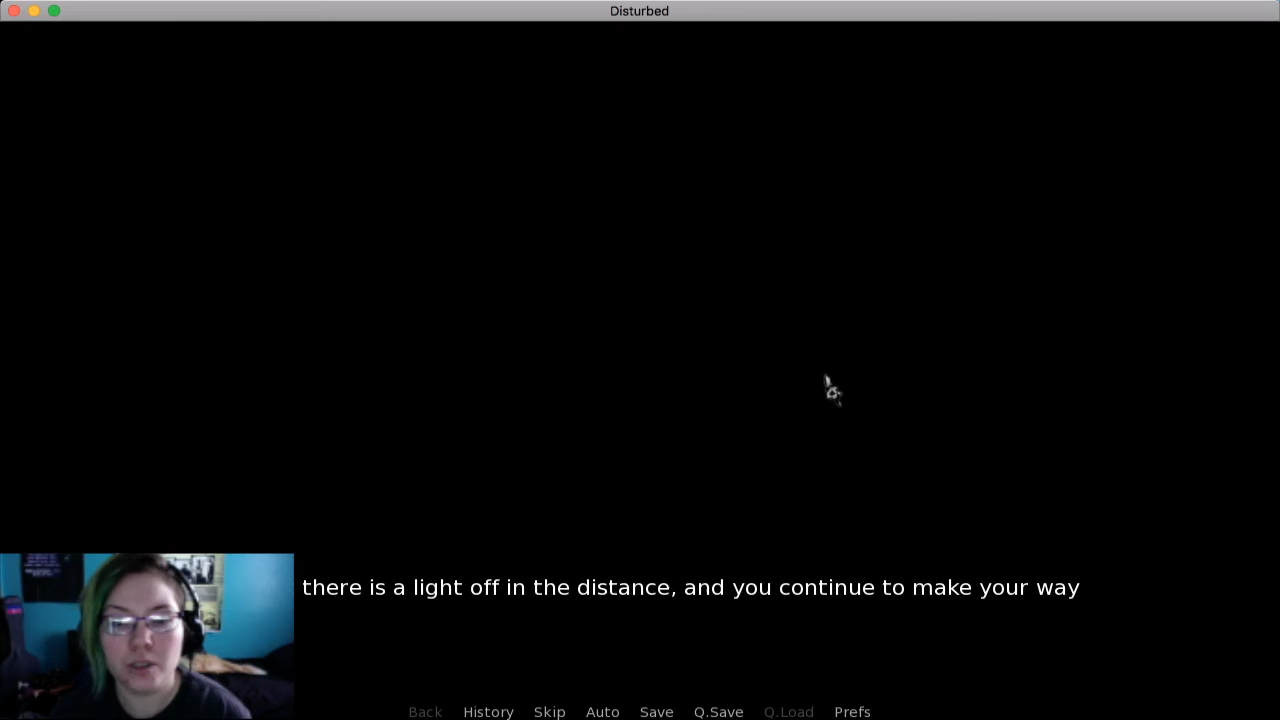 Disturbed
there is a light off in the distance, and you continue to make your way
Back History Skip Auto Save Q.Save Q.Load Prefs